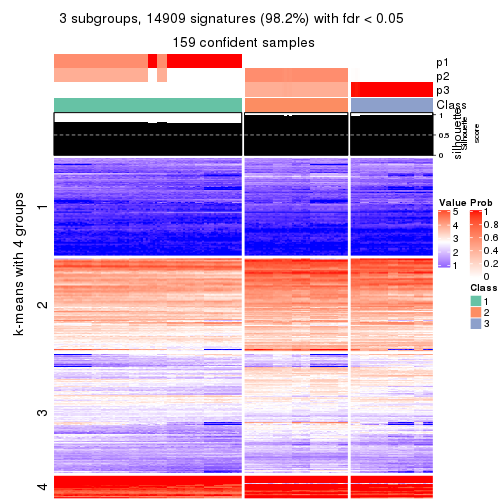 3 subgroups, 14909 signatures (98.2%) with fdr < 0.05
159 confident samples
p1
p2
p3
Class
1
0.5
0
silhouette
Silhouette
score
k-means with 4 groups
1
2
3
4
Value
5
4
3
2
1
Prob
1
0.8
0.6
0.4
0.2
0
Class
1
2
3